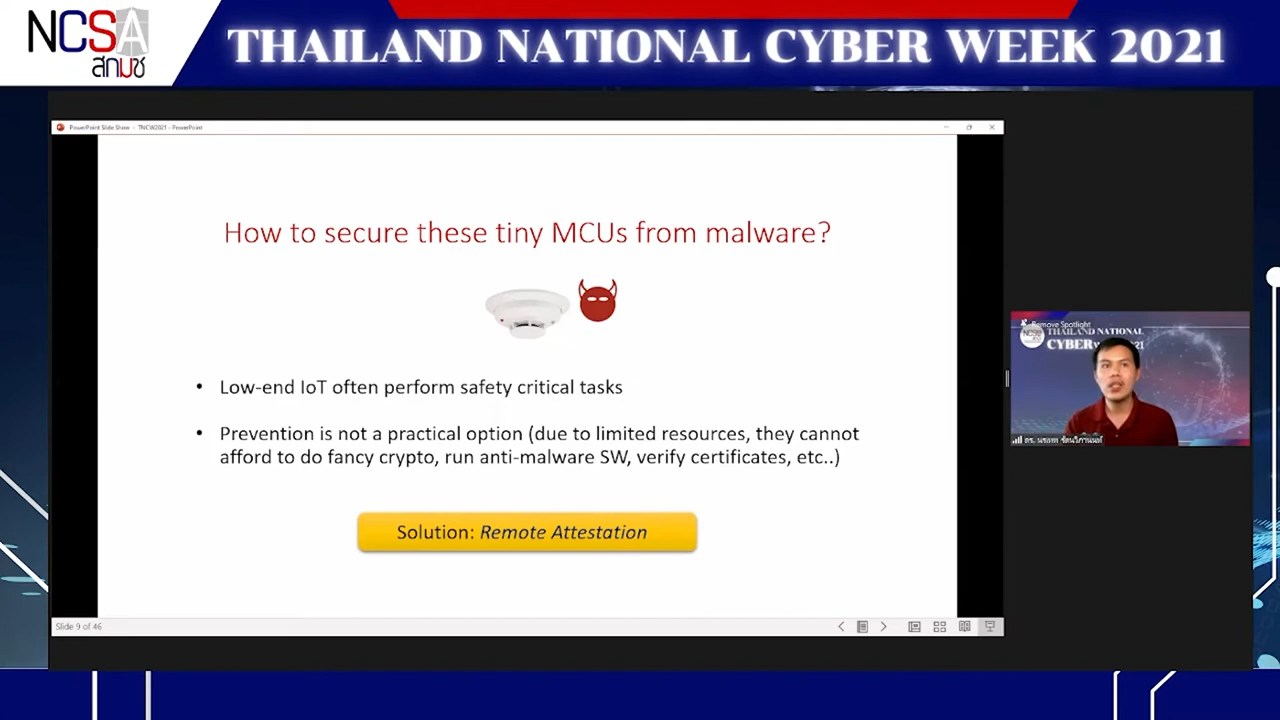 NCSA
สกมช
THAILAND NATIONAL CYBER WEEK 2021
PowerPoint Slide Show - TNCW2021 - PowerPoint
How to secure these tiny MCUs from malware?
• Low-end IoT often perform safety critical tasks
• Prevention is not a practical option (due to limited resources, they cannot
afford to do fancy crypto, run anti-malware SW, verify certificates, etc..)
Solution: Remote Attestation
Slide 9 of 46
Remove Spotlight
THAILAND NATIONAL
CYBER
2021